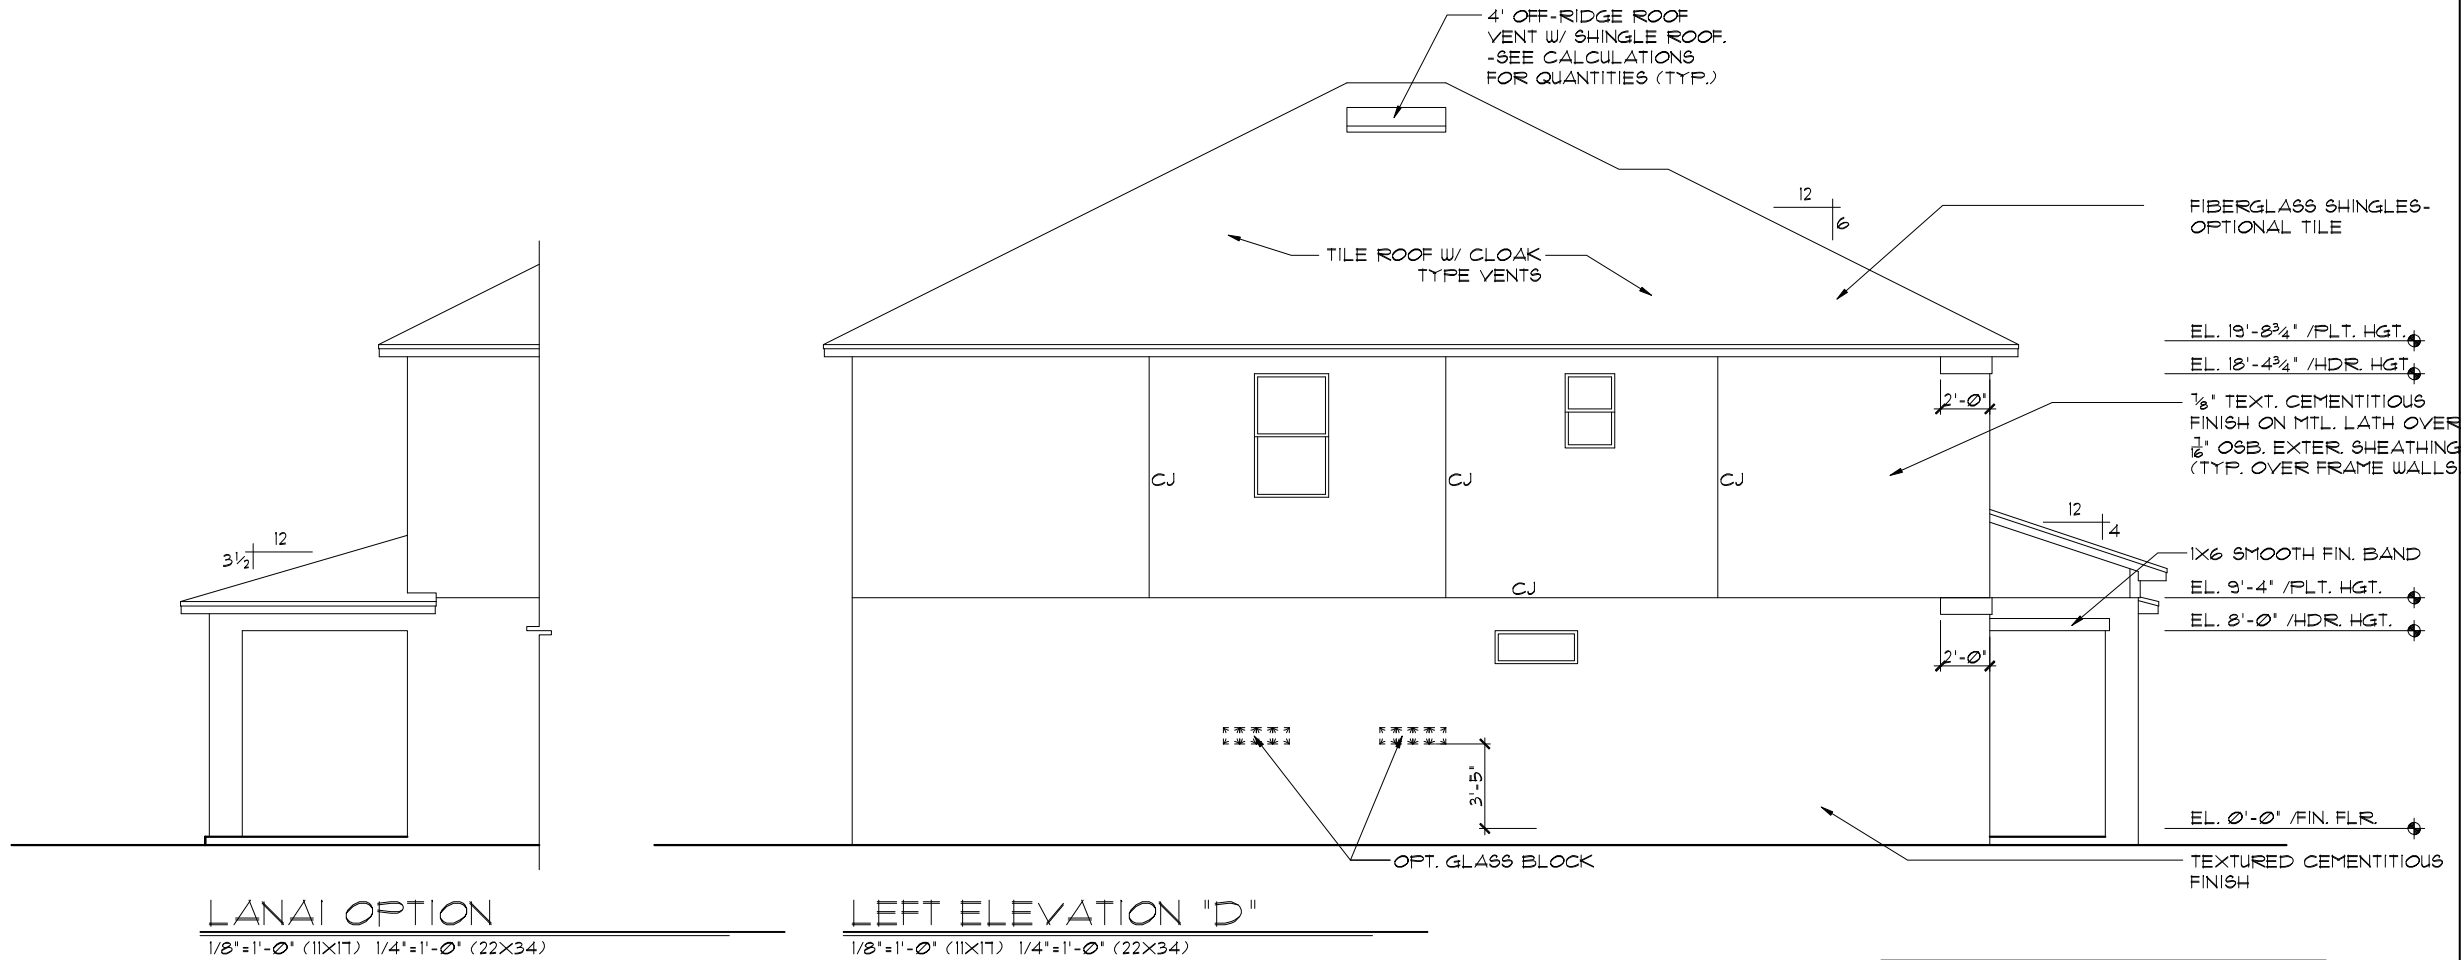 4' OFF-RIDGE ROOF
VENT W/ SHINGLE ROOF.
-SEE CALCULATIONS
FOR QUANTITIES (TYP.)
12
6
FIBERGLASS SHINGLES-
OPTIONAL TILE
TILE ROOF W/ CLOAK
TYPE VENTS
EL. 19'-8¾" /PLT. HGT.
EL. 18'-4¾" /HDR. HGT.
2'-0"
⅞" TEXT. CEMENTITIOUS
FINISH ON MTL. LATH OVER
7/16" OSB. EXTER. SHEATHING
(TYP. OVER FRAME WALLS
CJ
CJ
CJ
12
4
12
3½
1X6 SMOOTH FIN. BAND
CJ
EL. 9'-4" /PLT. HGT.
EL. 8'-0" /HDR. HGT.
2'-0"
3'-5"
EL. 0'-0" /FIN. FLR.
OPT. GLASS BLOCK
TEXTURED CEMENTITIOUS
FINISH
LANAI OPTION
1/8"=1'-0" (11X17) 1/4"=1'-0" (22X34)
LEFT ELEVATION "D"
1/8"=1'-0" (11X17) 1/4"=1'-0" (22X34)